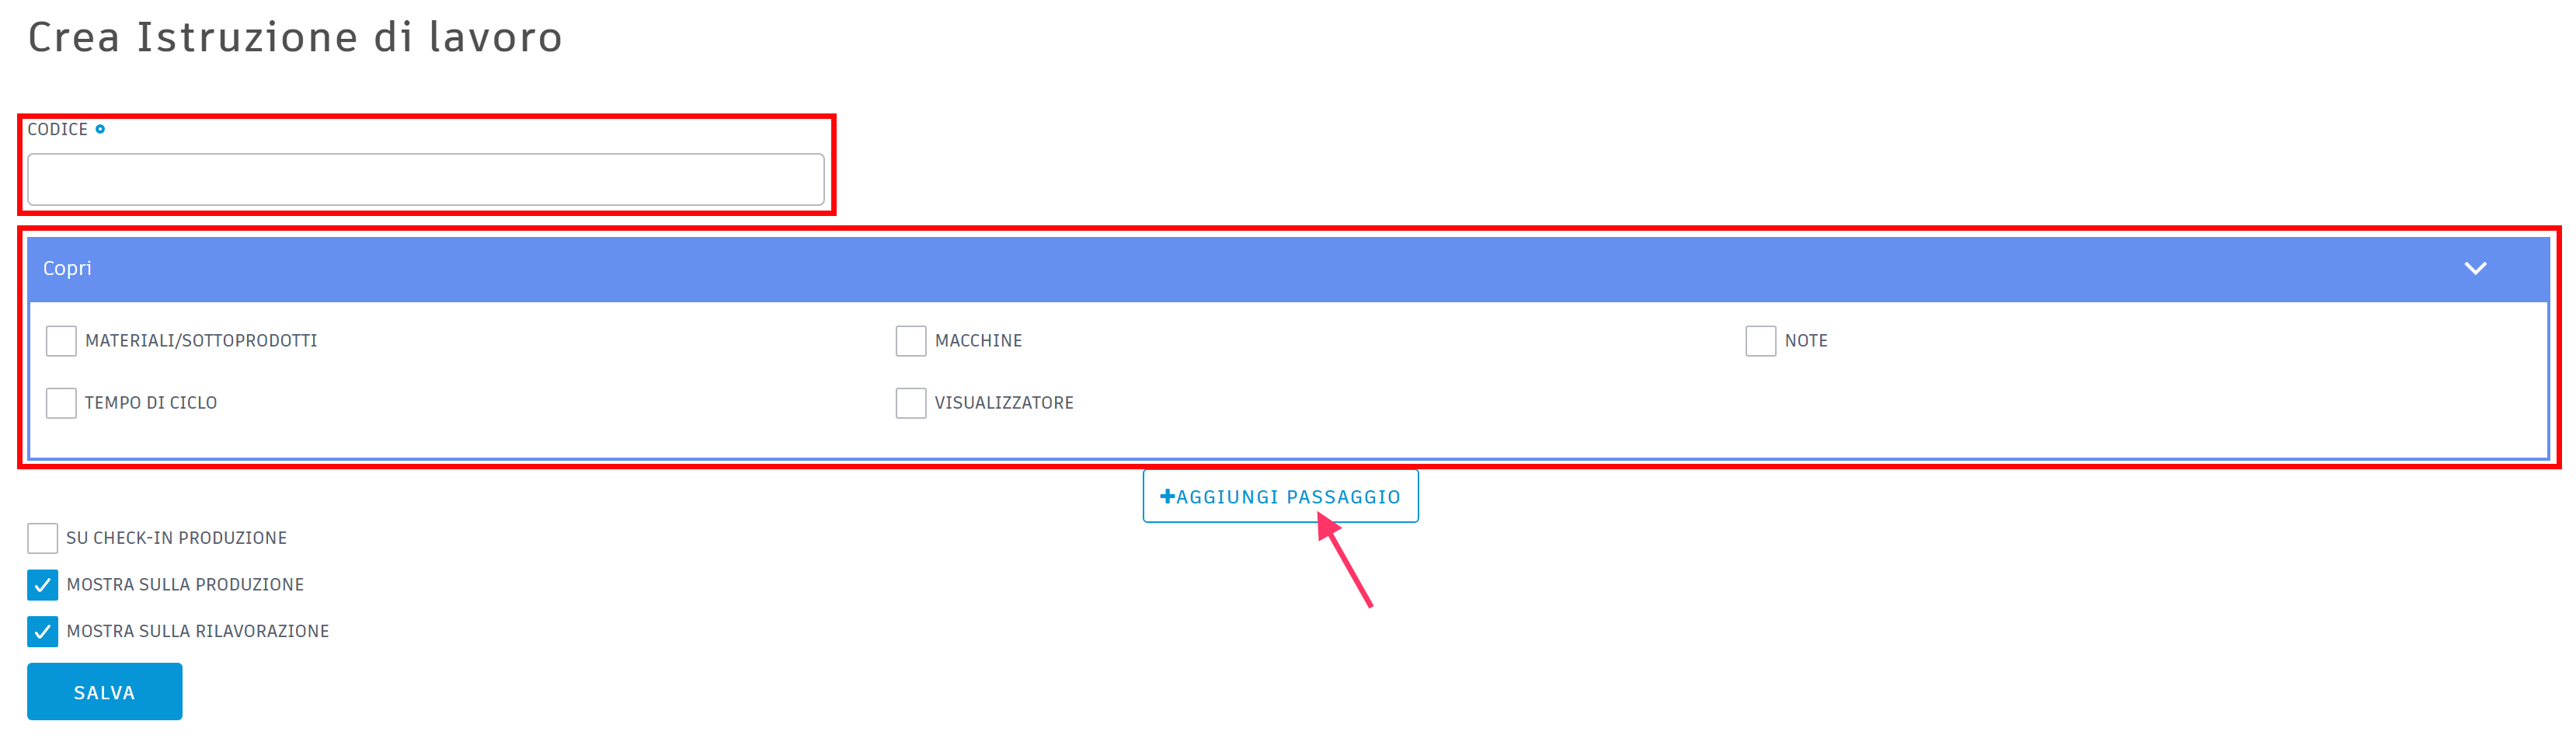 Crea Istruzione di lavoro
CODICE
Copri
MATERIALI/SOTTOPRODOTTI MACCHINE NOTE
TEMPO DI CICLO VISUALIZZATORE
+AGGIUNGI PASSAGGIO
SU CHECK-IN PRODUZIONE
MOSTRA SULLA PRODUZIONE
MOSTRA SULLA RILAVORAZIONE
SALVA